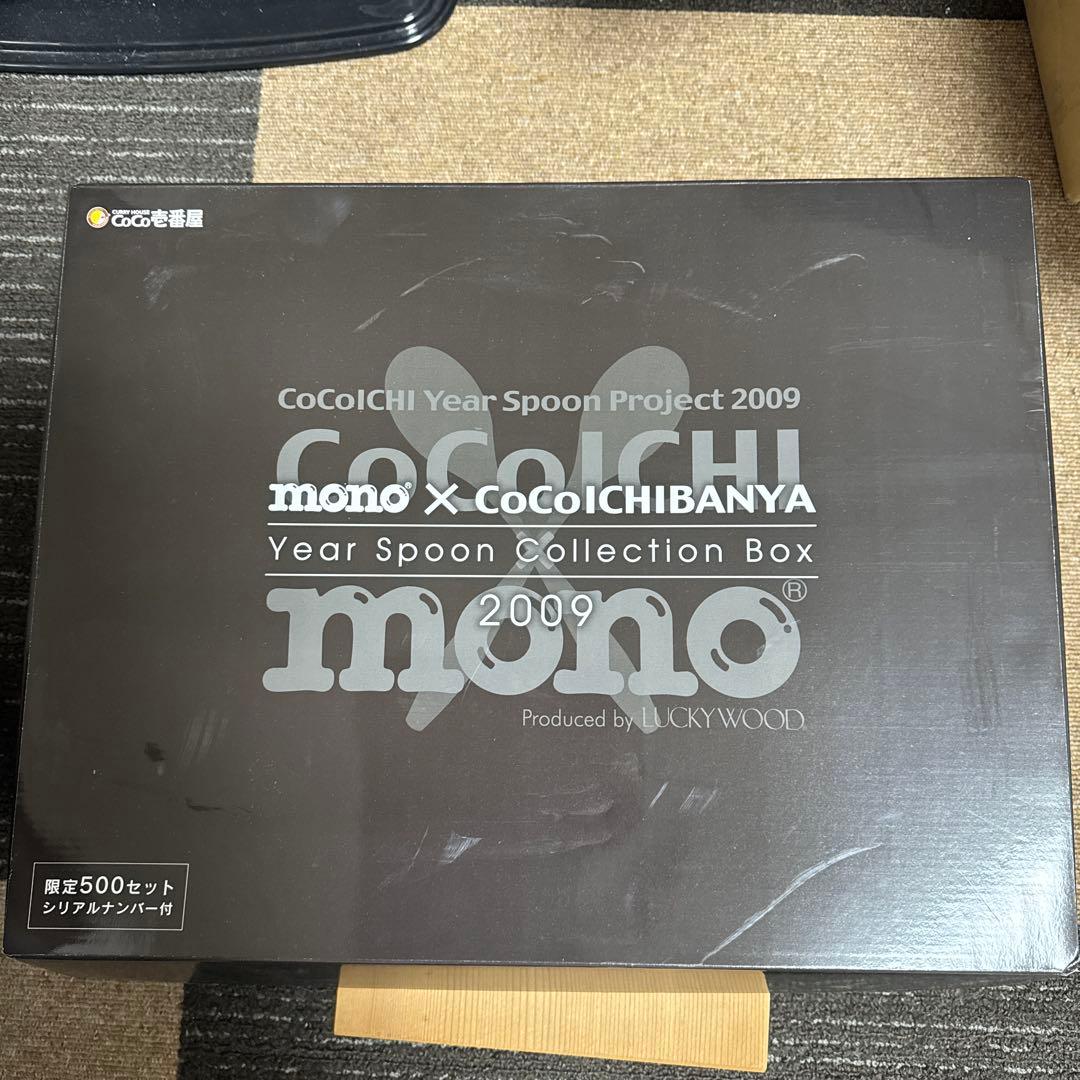 CURRY HOUSE
CoCo壱番屋
CoCoICHI Year Spoon Project 2009
CoCoICHI
mono® × CoCoICHIBANYA
Year Spoon Collection Box
2009
mono®
Produced by LUCKYWOOD
限定500セット
シリアルナンバー付